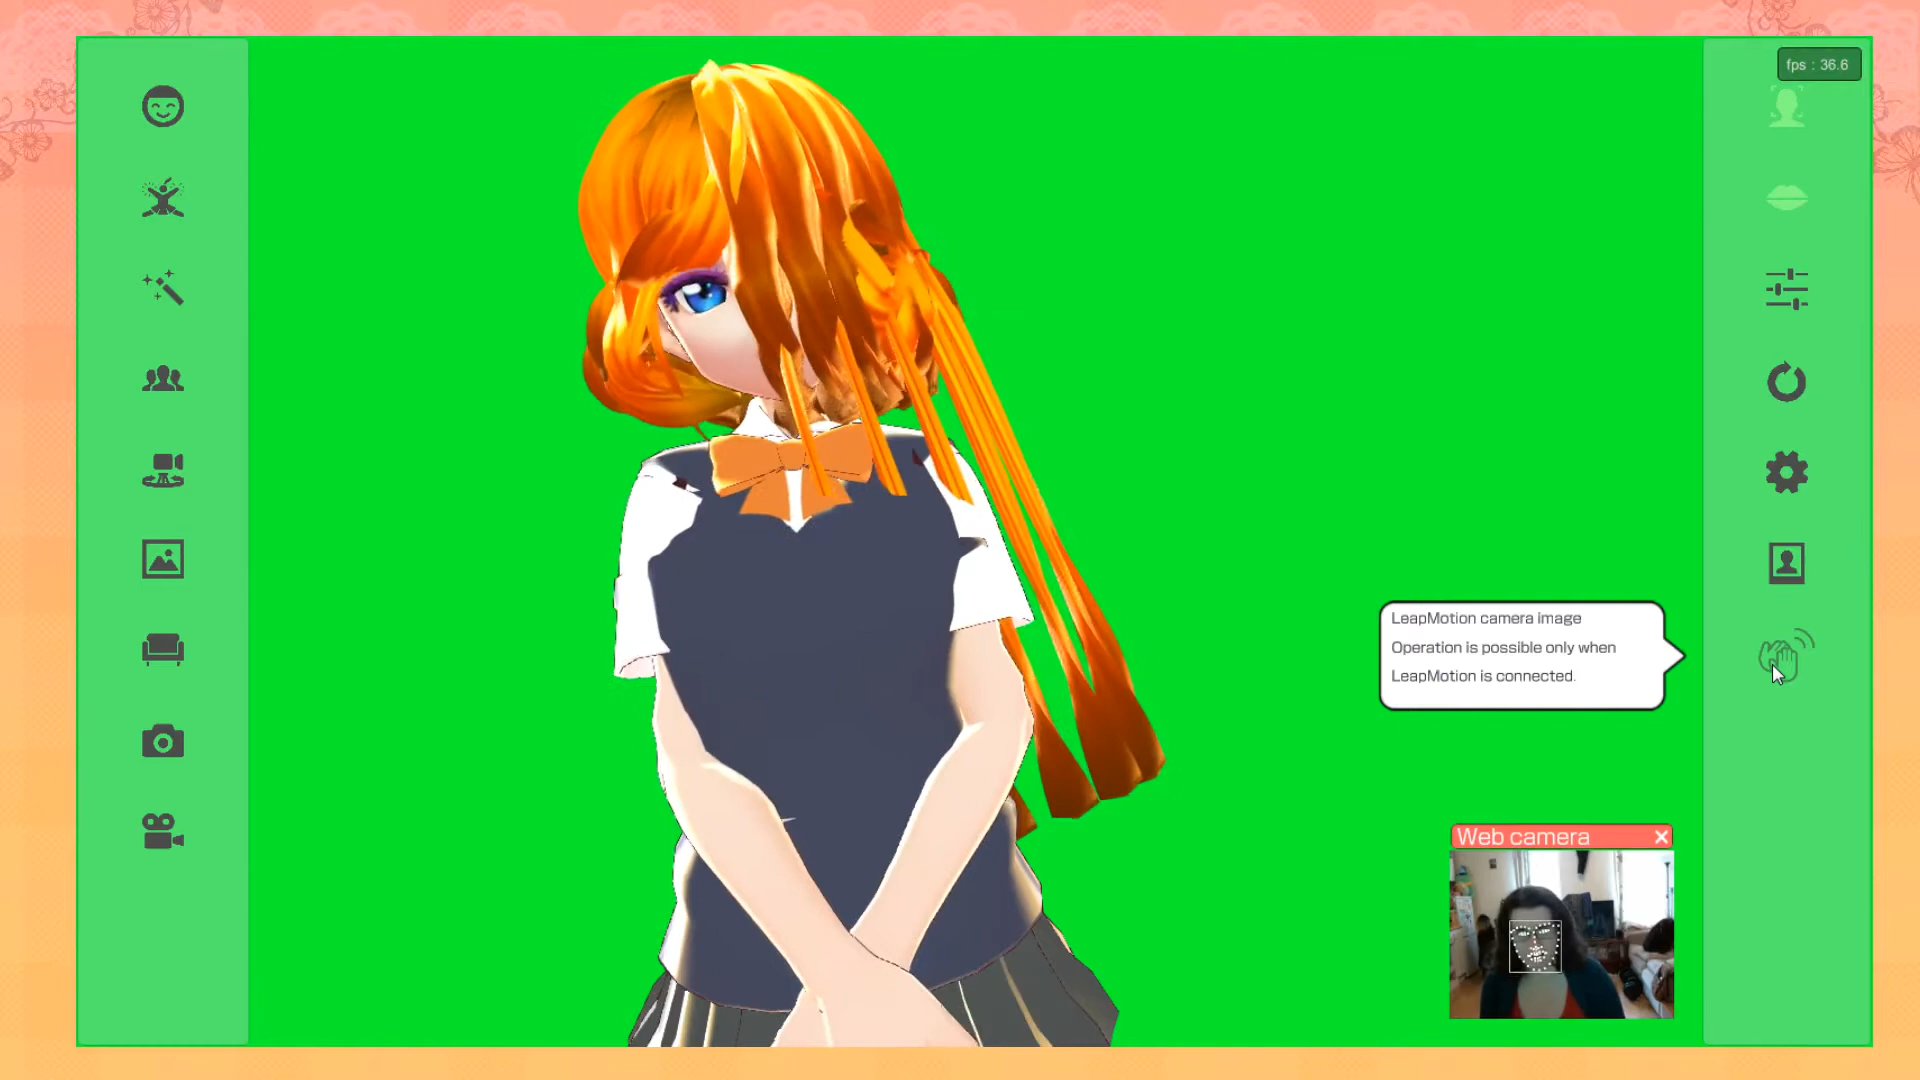 fps : 36.6
LeapMotion camera image
Operation is possible only when
LeapMotion is connected.
Web camera